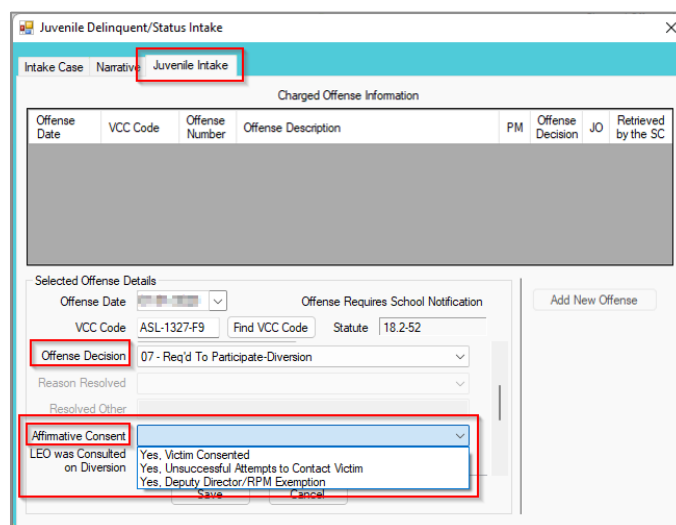 Juvenile Delinquent/Status Intake
Intake Case Narrative Juvenile Intake
Charged Offense Information
Offense Date VCC Code Offense Number Offense Description PM Offense Decision JO Retrieved by the SC
Selected Offense Details
Offense Date Offense Requires School Notification Add New Offense
VCC Code ASL-1327-F9 Find VCC Code Statute 18.2-52
Offense Decision 07 - Req'd To Participate-Diversion
Reason Resolved
Resolved Other
Affirmative Consent
LEO was Consulted on Diversion
Yes, Victim Consented
Yes, Unsuccessful Attempts to Contact Victim
Yes, Deputy Director/RPM Exemption
Save Cancel